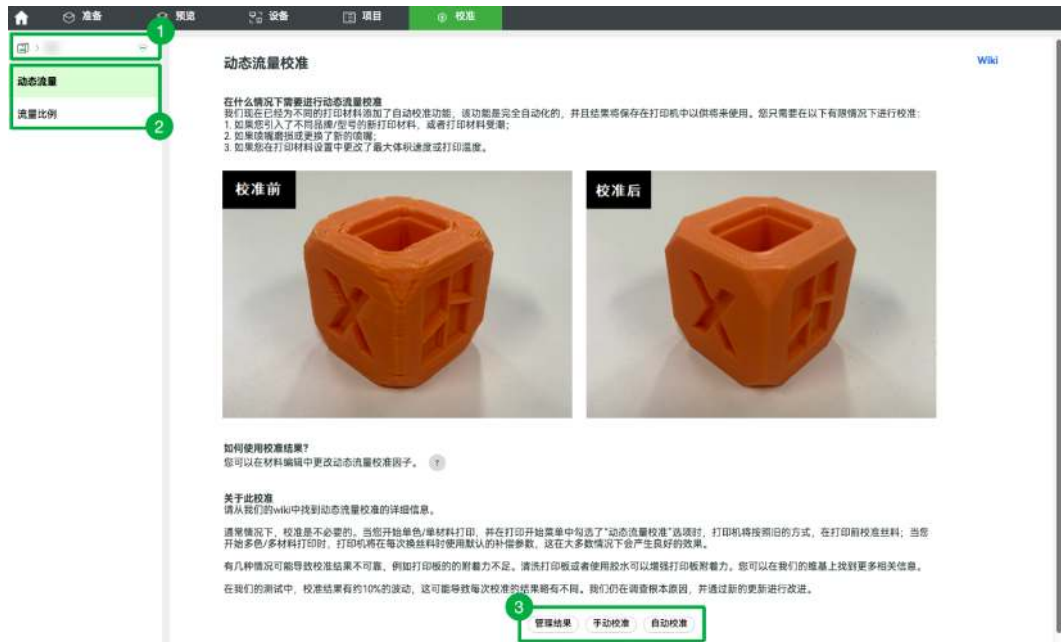 准备 预览 设备 项目 校准
1
动态流量
流量比例
2
动态流量校准
Wiki
在什么情况下需要进行动态流量校准
我们现在已经为不同的打印材料添加了自动校准功能，该功能是完全自动化的，并且结果将保存在打印机中以供将来使用。您只需要在以下有限情况下进行校准：
1. 如果您引入了不同品牌/型号的新打印材料，或者打印材料受潮；
2. 如果喷嘴磨损或更换了新的喷嘴；
3. 如果您在打印材料设置中更改了最大体积速度或打印温度。
校准前
校准后
如何使用校准结果？
您可以在材料编辑中更改动态流量校准因子。 ?
关于此校准
请从我们的wiki中找到动态流量校准的详细信息。
通常情况下，校准是不必要的。当您开始单色/单材料打印，并在打印开始菜单中勾选了“动态流量校准”选项时，打印机将按照旧的方式，在打印前校准丝料；当您
开始多色/多材料打印时，打印机将在每次换丝料时使用默认的补偿参数，这在大多数情况下会产生良好的效果。
有几种情况可能导致校准结果不可靠，例如打印板的的附着力不足。请洗打印板或者使用胶水可以增强打印板附着力。您可以在我们的维基上找到更多相关信息。
在我们的测试中，校准结果有约10%的波动，这可能导致每次校准的结果略有不同。我们仍在调查根本原因，并通过新的更新进行改进。
3
管理结果 手动校准 自动校准